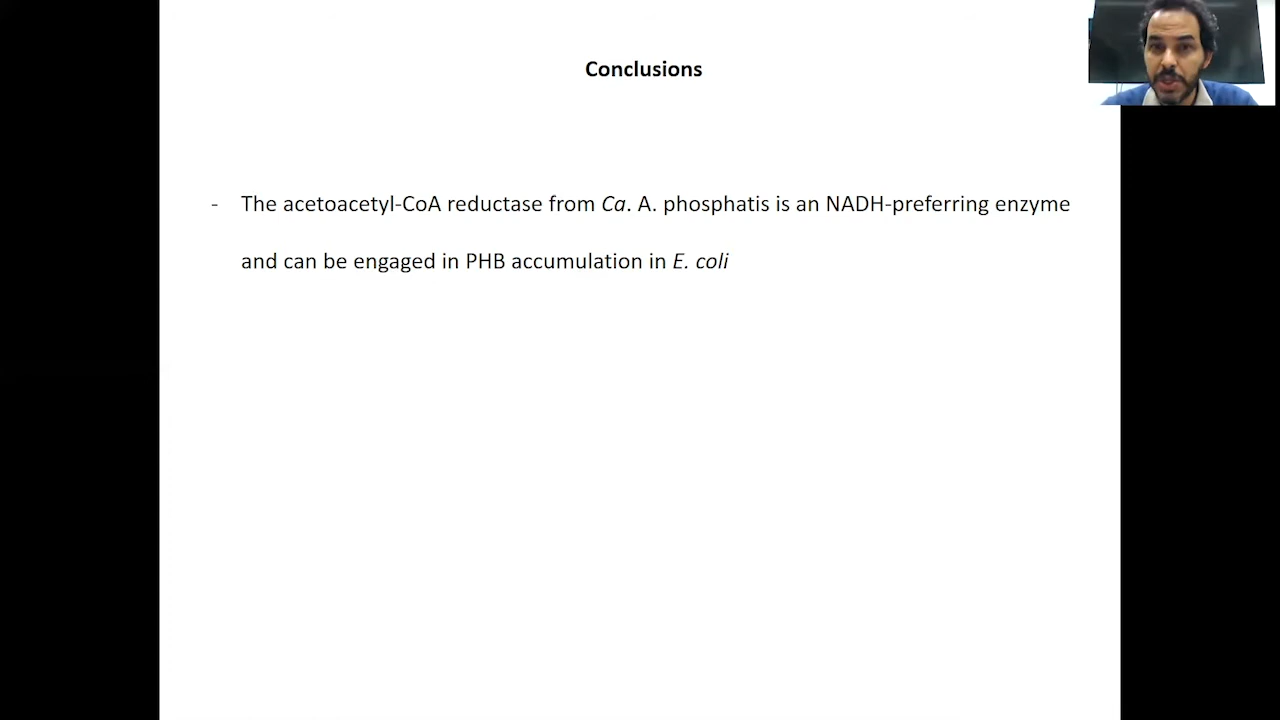 Conclusions
- The acetoacetyl-CoA reductase from Ca. A. phosphatis is an NADH-preferring enzyme
and can be engaged in PHB accumulation in E. coli